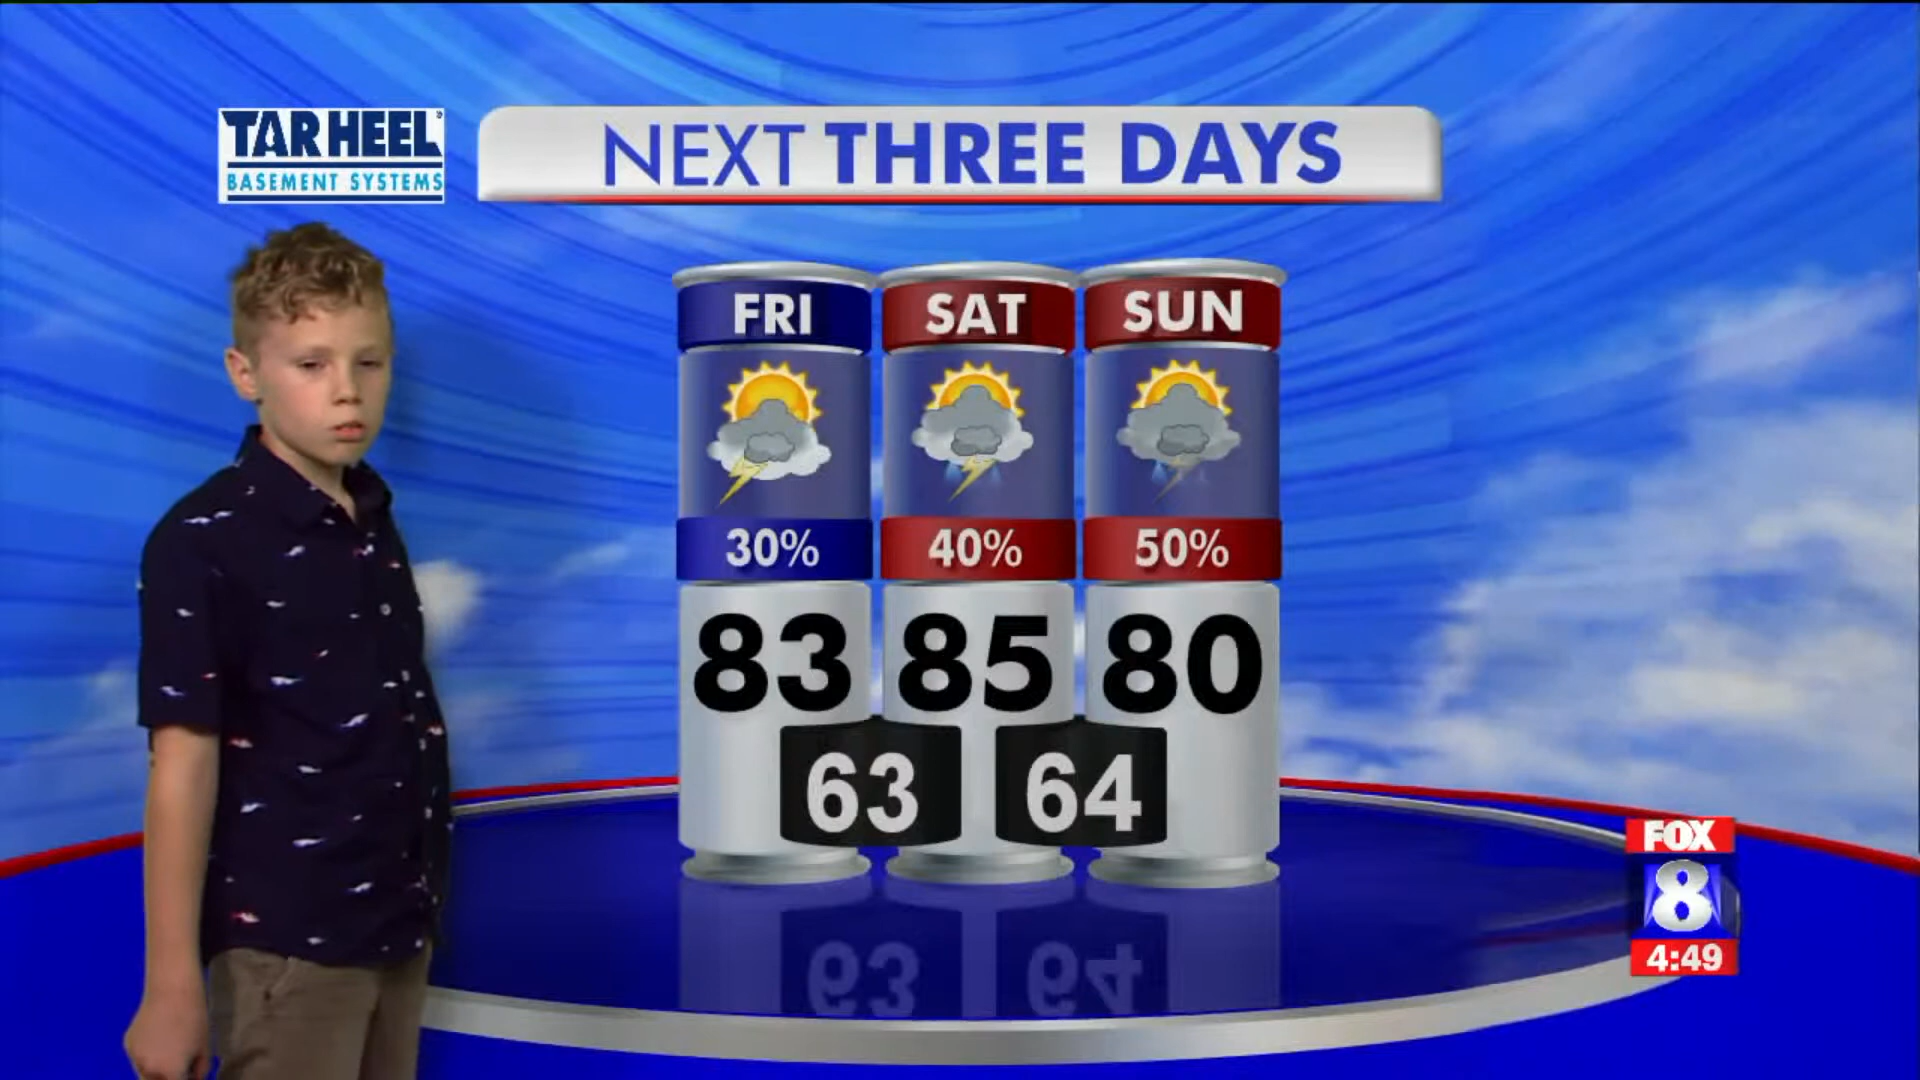 TAR HEEL®
BASEMENT SYSTEMS
NEXT THREE DAYS
FRI SAT SUN
30% 40% 50%
83 85 80
63 64
FOX
8
4:49